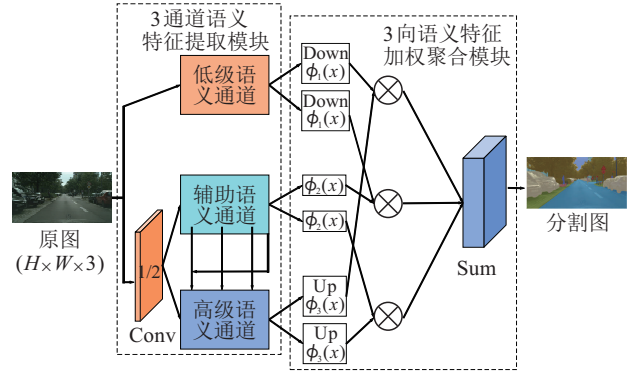 3通道语义
特征提取模块
3向语义特征
加权聚合模块
低级语
义通道
Down
ϕ₁(x)
Down
ϕ₁(x)
辅助语
义通道
ϕ₂(x)
ϕ₂(x)
原图
(H×W×3)
1/2
Conv
高级语
义通道
Up
ϕ₃(x)
Up
ϕ₃(x)
Sum
分割图